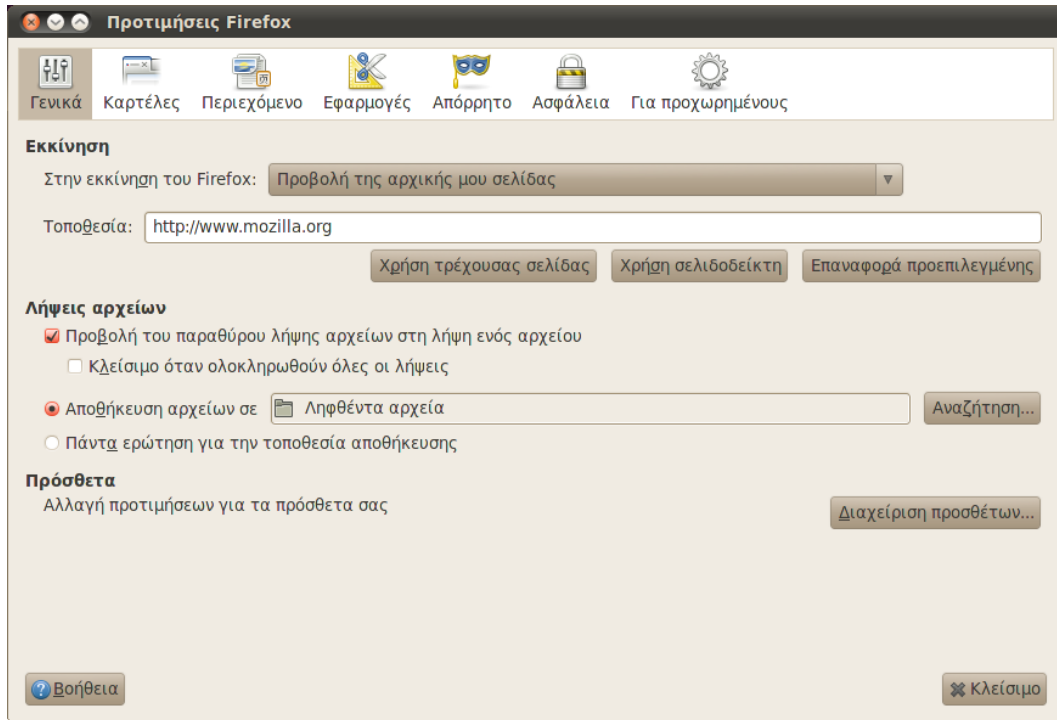 Προτιμήσεις Firefox
Γενικά Καρτέλες Περιεχόμενο Εφαρμογές Απόρρητο Ασφάλεια Για προχωρημένους
Εκκίνηση
Στην εκκίνηση του Firefox: Προβολή της αρχικής μου σελίδας
Τοποθεσία: http://www.mozilla.org
Χρήση τρέχουσας σελίδας Χρήση σελιδοδείκτη Επαναφορά προεπιλεγμένης
Λήψεις αρχείων
Προβολή του παραθύρου λήψης αρχείων στη λήψη ενός αρχείου
Κλείσιμο όταν ολοκληρωθούν όλες οι λήψεις
Αποθήκευση αρχείων σε Ληφθέντα αρχεία Αναζήτηση...
Πάντα ερώτηση για την τοποθεσία αποθήκευσης
Πρόσθετα
Αλλαγή προτιμήσεων για τα πρόσθετα σας
Διαχείριση προσθέτων...
Βοήθεια Κλείσιμο